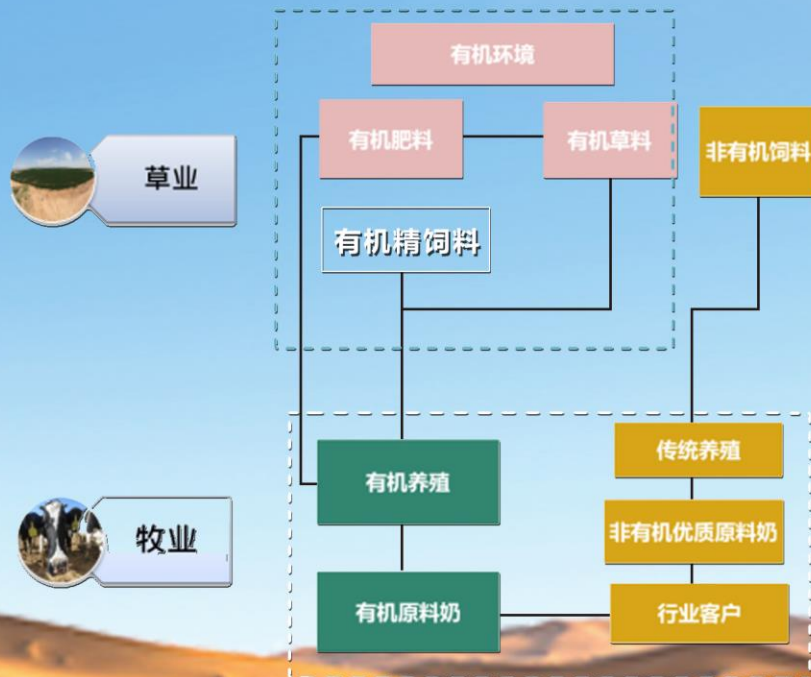 有机环境
有机肥料
有机草料
非有机饲料
草业
有机精饲料
传统养殖
有机养殖
非有机优质原料奶
牧业
有机原料奶
行业客户